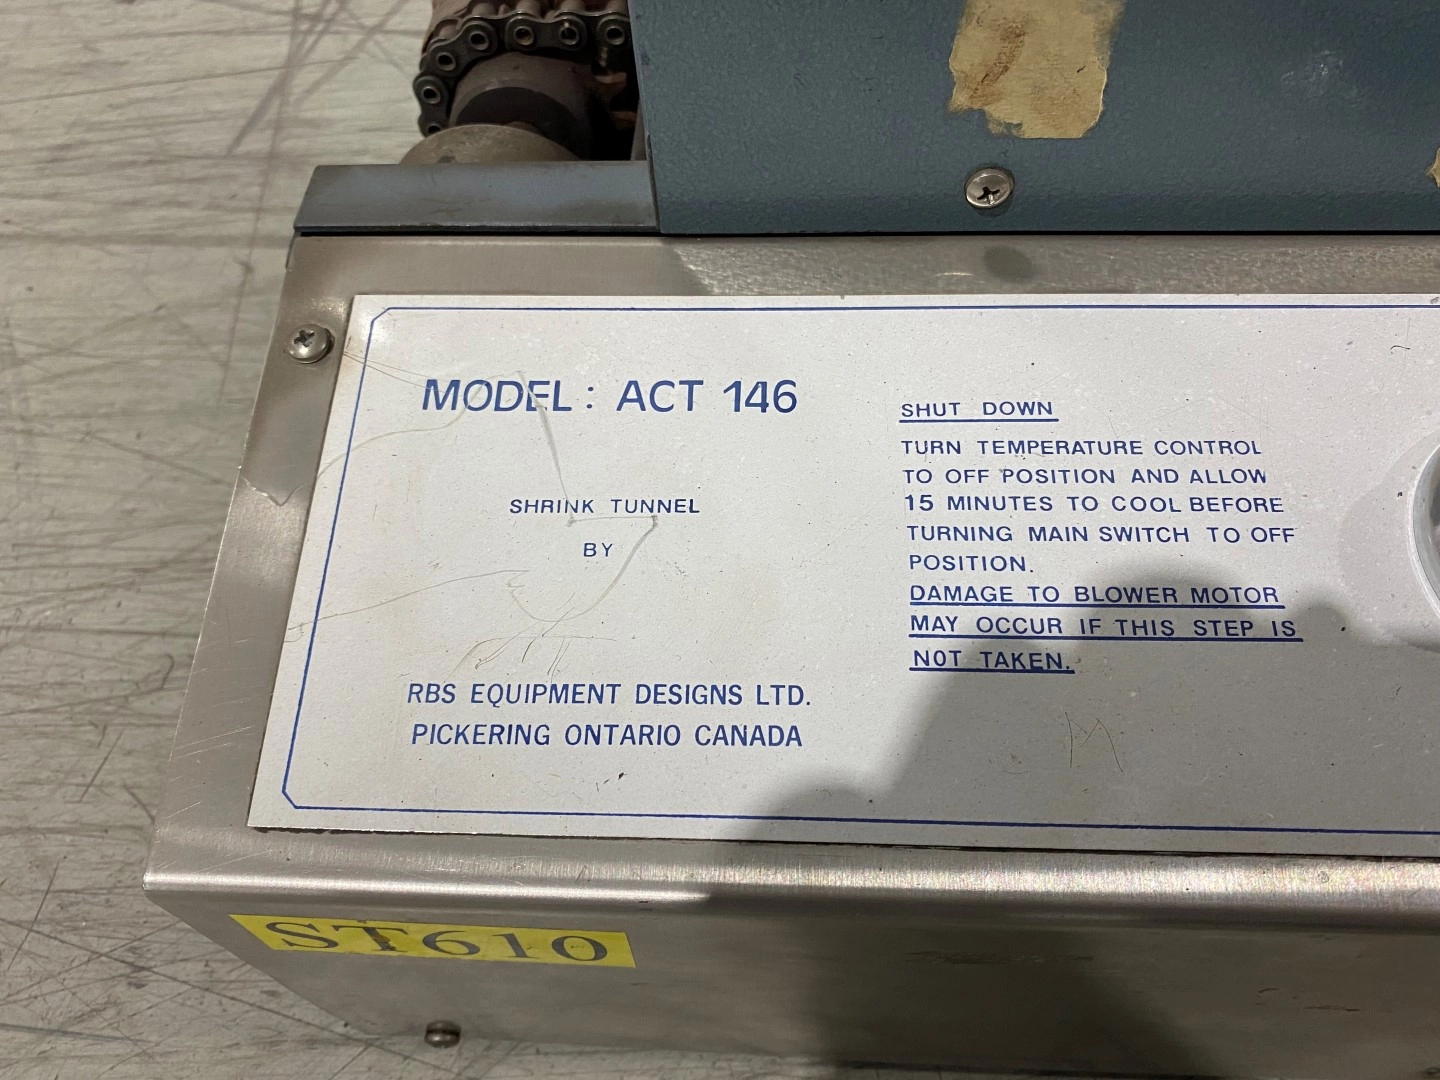 MODEL: ACT 146
SHRINK TUNNEL
BY
RBS EQUIPMENT DESIGNS LTD.
PICKERING ONTARIO CANADA
SHUT DOWN
TURN TEMPERATURE CONTROL
TO OFF POSITION AND ALLOW
15 MINUTES TO COOL BEFORE
TURNING MAIN SWITCH TO OFF
POSITION.
DAMAGE TO BLOWER MOTOR
MAY OCCUR IF THIS STEP IS
NOT TAKEN.
ST610